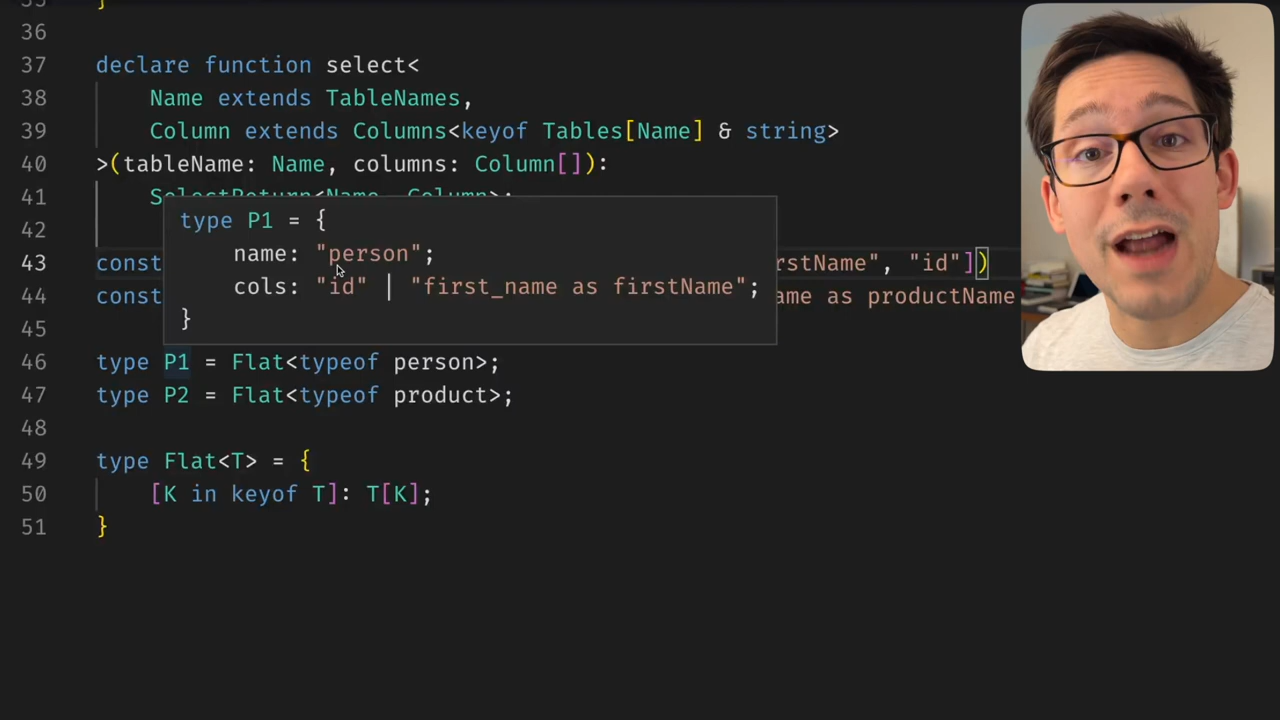 35 }
36
37 declare function select<
38 Name extends TableNames,
39 Column extends Columns<keyof Tables[Name] & string>
40 >(tableName: Name, columns: Column[]):
41 SelectReturn<Name, Column>;
42
type P1 = {
name: "person";
cols: "id" | "first_name as firstName";
}
43 const rstName", "id"])
44 const ame as productName
45
46 type P1 = Flat<typeof person>;
47 type P2 = Flat<typeof product>;
48
49 type Flat<T> = {
50 [K in keyof T]: T[K];
51 }